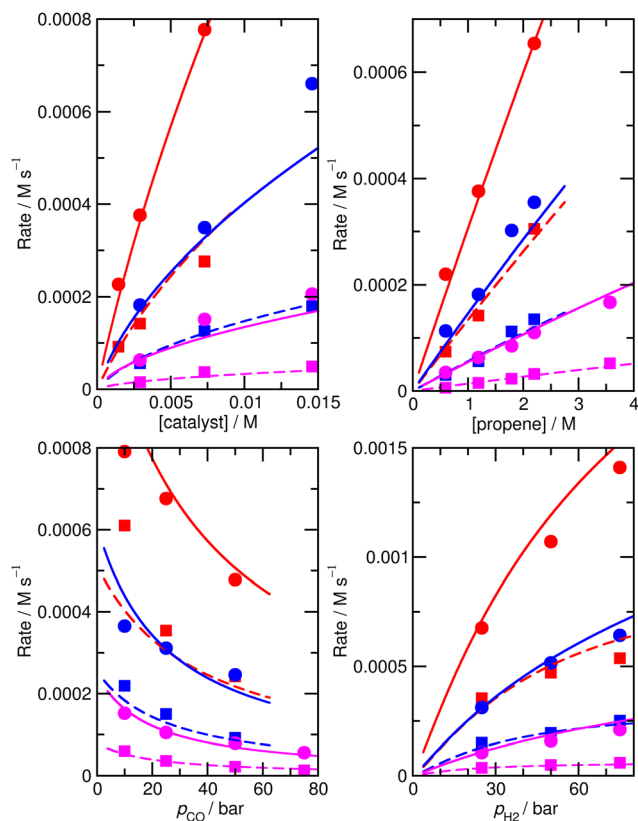 0.0008
0.0006
0.0004
0.0002
0
Rate / M s⁻¹
0 0.005 0.01 0.015
[catalyst] / M
0.0006
0.0004
0.0002
0
Rate / M s⁻¹
0 1 2 3 4
[propene] / M
0.0008
0.0006
0.0004
0.0002
0
Rate / M s⁻¹
0 20 40 60 80
pCO / bar
0.0015
0.001
0.0005
0
Rate / M s⁻¹
0 20 40 60
pH2 / bar